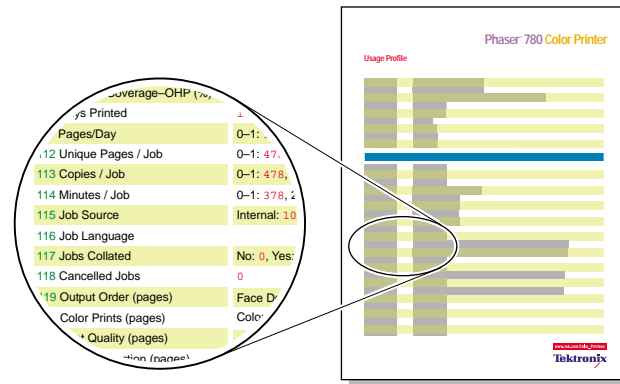 Phaser 780 Color Printer
Usage Profile
Coverage–OHP (%)
Printed
Pages/Day 0–1:
112 Unique Pages / Job 0–1: 47
113 Copies / Job 0–1: 478,
114 Minutes / Job 0–1: 378, 2
115 Job Source Internal: 10
116 Job Language
117 Jobs Collated No: 0, Yes:
118 Cancelled Jobs 0
119 Output Order (pages) Face
Color Prints (pages)
Quality (pages)
(pages)
Tektronix